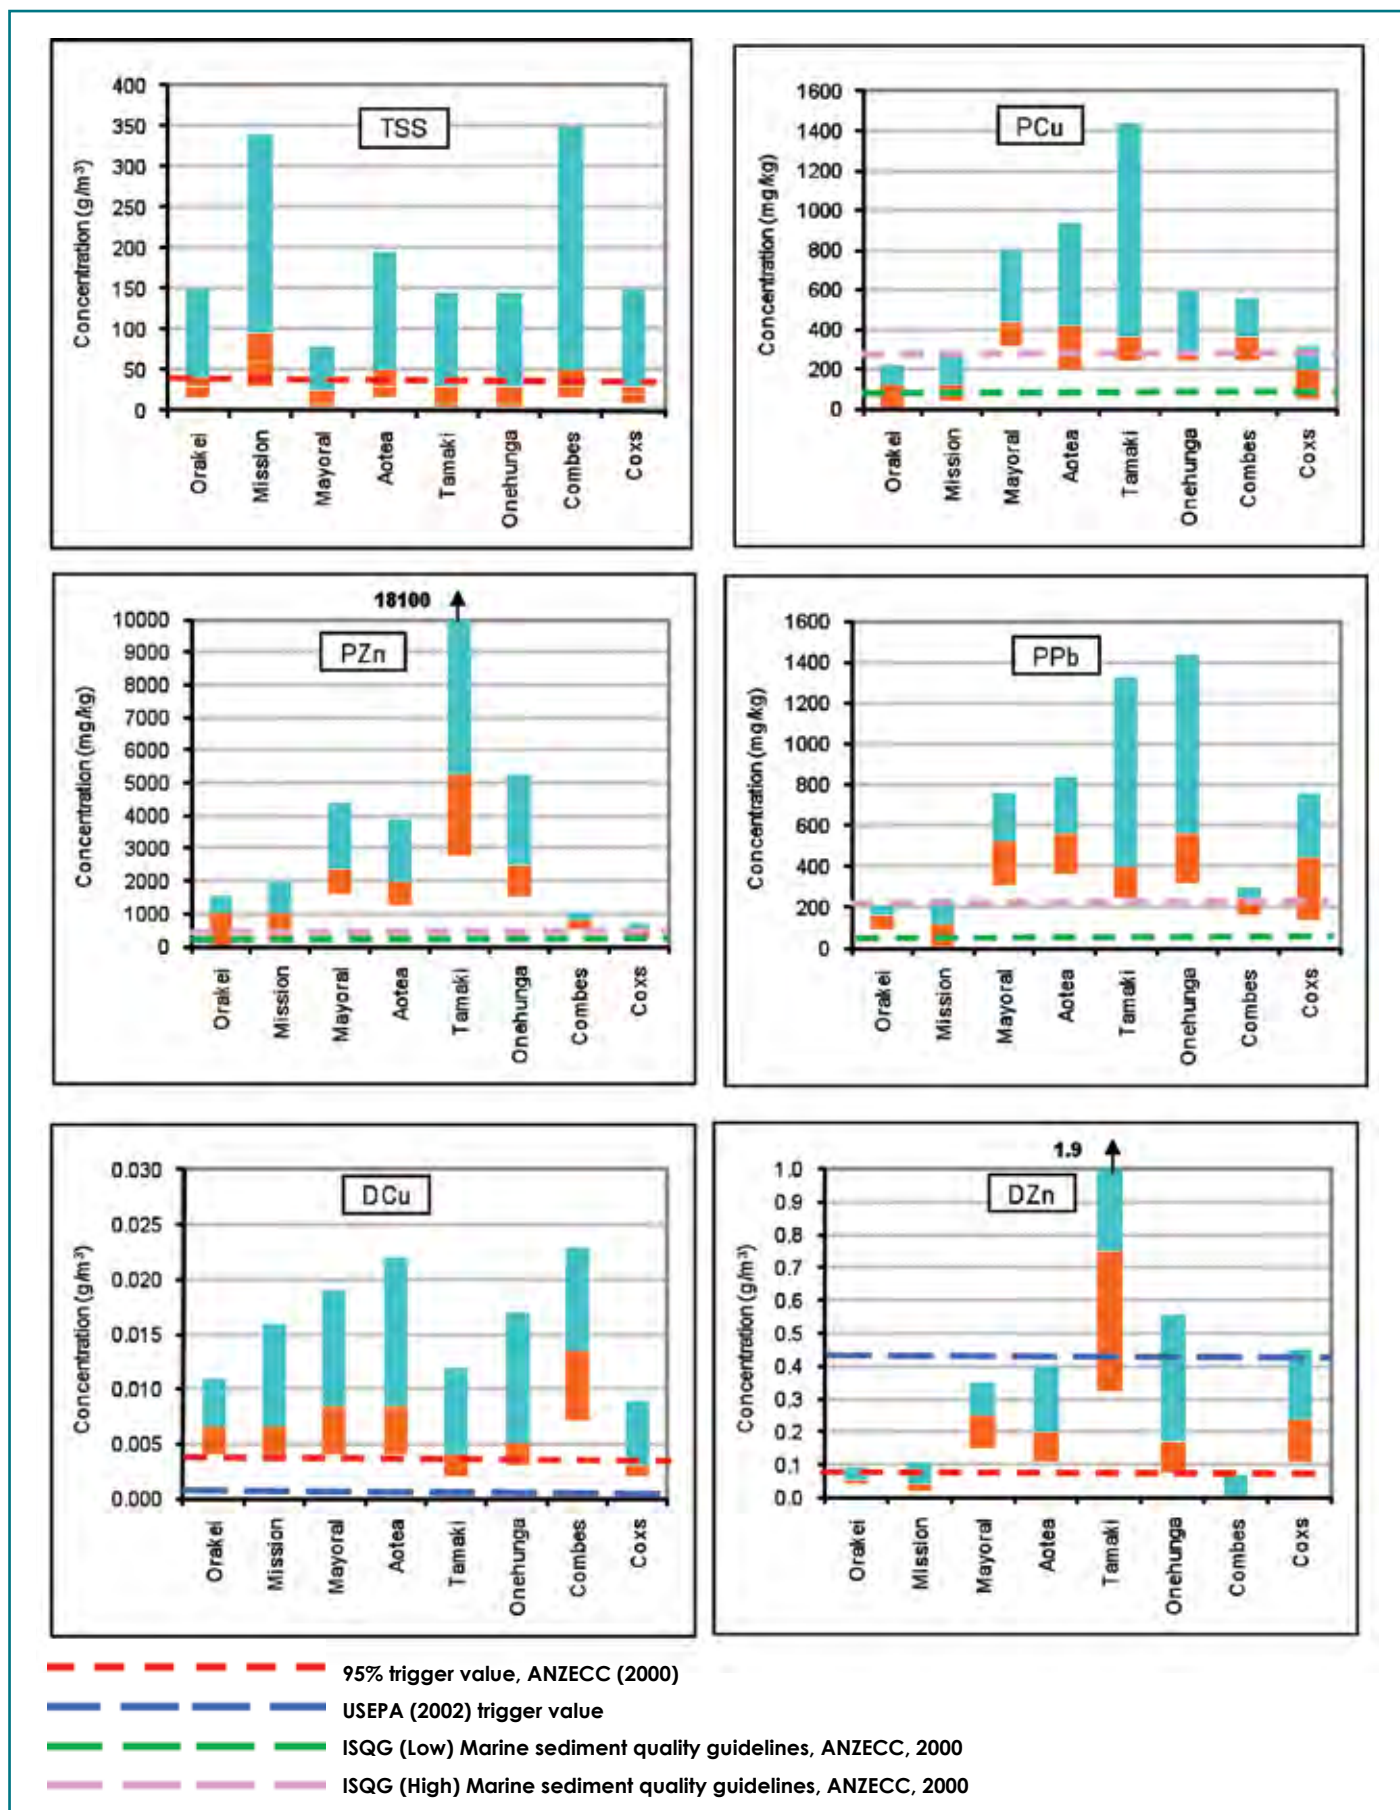 TSS
Concentration (g/m³)
400
350
300
250
200
150
100
50
0
Orakei
Mission
Mayoral
Aotea
Tamaki
Onehunga
Combes
Coxs
PCu
Concentration (mg/kg)
1600
1400
1200
1000
800
600
400
200
0
Orakei
Mission
Mayoral
Aotea
Tamaki
Onehunga
Combes
Coxs
18100
PZn
Concentration (mg/kg)
10000
9000
8000
7000
6000
5000
4000
3000
2000
1000
0
Orakei
Mission
Mayoral
Aotea
Tamaki
Onehunga
Combes
Coxs
PPb
Concentration (mg/kg)
1600
1400
1200
1000
800
600
400
200
0
Orakei
Mission
Mayoral
Aotea
Tamaki
Onehunga
Combes
Coxs
DCu
Concentration (g/m³)
0.030
0.025
0.020
0.015
0.010
0.005
0.000
Orakei
Mission
Mayoral
Aotea
Tamaki
Onehunga
Combes
Coxs
1.9
DZn
Concentration (g/m³)
1.0
0.9
0.8
0.7
0.6
0.5
0.4
0.3
0.2
0.1
0.0
Orakei
Mission
Mayoral
Aotea
Tamaki
Onehunga
Combes
Coxs
95% trigger value, ANZECC (2000)
USEPA (2002) trigger value
ISQG (Low) Marine sediment quality guidelines, ANZECC, 2000
ISQG (High) Marine sediment quality guidelines, ANZECC, 2000